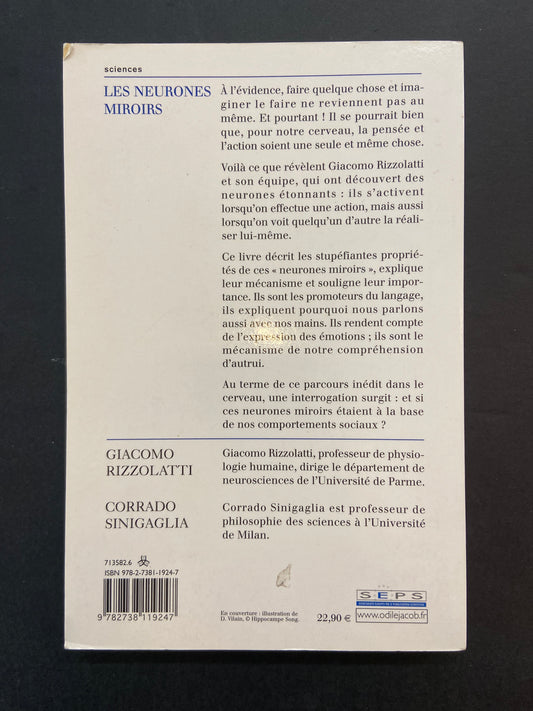 sciences
LES NEURONES
MIROIRS
À l'évidence, faire quelque chose et ima-
giner le faire ne reviennent pas au
même. Et pourtant ! Il se pourrait bien
que, pour notre cerveau, la pensée et
l'action soient une seule et même chose.
Voilà ce que révèlent Giacomo Rizzolatti
et son équipe, qui ont découvert des
neurones étonnants : ils s'activent
lorsqu'on effectue une action, mais aussi
lorsqu'on voit quelqu'un d'autre la réali-
ser lui-même.
Ce livre décrit les stupéfiantes proprié-
tés de ces « neurones miroirs », explique
leur mécanisme et souligne leur impor-
tance. Ils sont les promoteurs du langage,
ils expliquent pourquoi nous parlons
aussi avec nos mains. Ils rendent compte
de l'expression des émotions ; ils sont le
mécanisme de notre compréhension
d'autrui.
Au terme de ce parcours inédit dans le
cerveau, une interrogation surgit : et si
ces neurones miroirs étaient à la base
de nos comportements sociaux ?
GIACOMO
RIZZOLATTI
Giacomo Rizzolatti, professeur de physio-
logie humaine, dirige le département de
neurosciences de l'Université de Parme.
CORRADO
SINIGAGLIA
Corrado Sinigaglia est professeur de
philosophie des sciences à l'Université
de Milan.
713582.6
ISBN 978-2-7381-1924-7
9 782738 119247
En couverture : illustration de
D. Vilain, © Hippocampe Song.
22,90 €
SEPS
www.odilejacob.fr